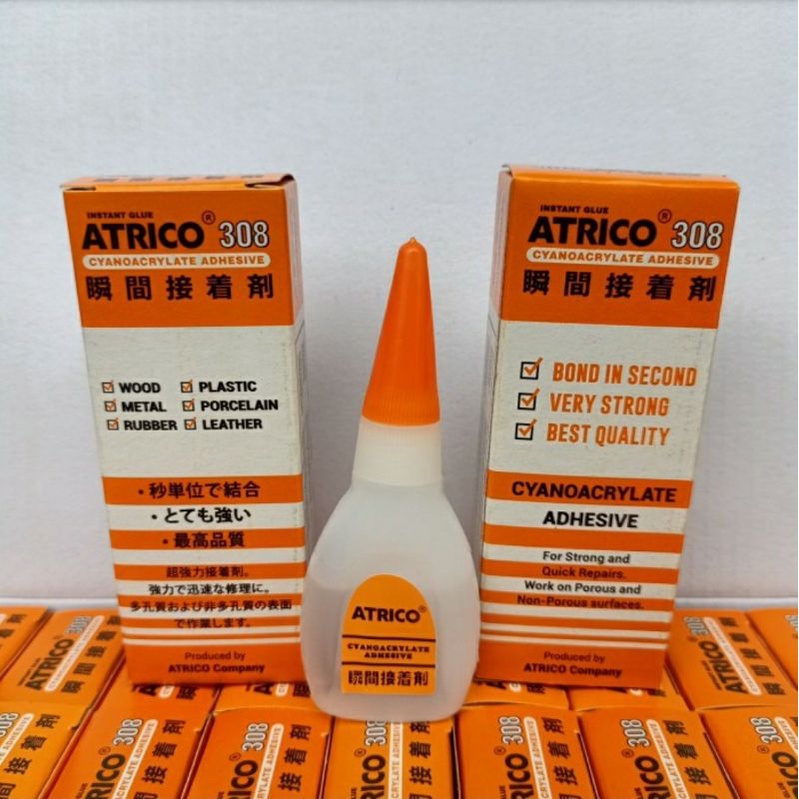 INSTANT GLUE
ATRICO® 308
CYANOACRYLATE ADHESIVE
瞬間接着剤
WOOD PLASTIC
METAL PORCELAIN
RUBBER LEATHER
・秒単位で結合
・とても強い
・最高品質
超強力接着剤。
強力で迅速な修理に。
多孔質および非多孔質の表面
で作業します。
Produced by
ATRICO Company
ATRICO®
CYANOACRYLATE
ADHESIVE
瞬間接着剤
INSTANT GLUE
ATRICO® 308
CYANOACRYLATE ADHESIVE
瞬間接着剤
BOND IN SECOND
VERY STRONG
BEST QUALITY
CYANOACRYLATE
ADHESIVE
For Strong and
Quick Repairs.
Work on Porous and
Non-Porous surfaces.
Produced by
ATRICO Company